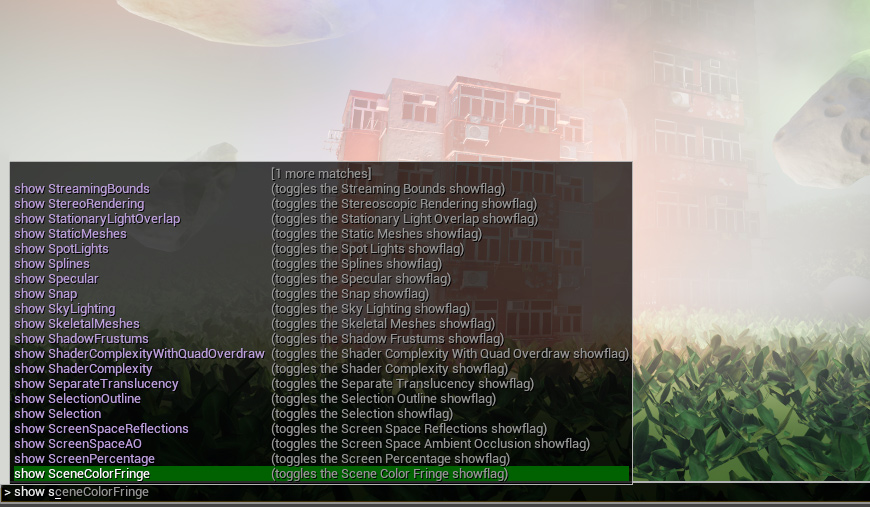 [1 more matches]
show StreamingBounds (toggles the Streaming Bounds showflag)
show StereoRendering (toggles the Stereoscopic Rendering showflag)
show StationaryLightOverlap (toggles the Stationary Light Overlap showflag)
show StaticMeshes (toggles the Static Meshes showflag)
show SpotLights (toggles the Spot Lights showflag)
show Splines (toggles the Splines showflag)
show Specular (toggles the Specular showflag)
show Snap (toggles the Snap showflag)
show SkyLighting (toggles the Sky Lighting showflag)
show SkeletalMeshes (toggles the Skeletal Meshes showflag)
show ShadowFrustums (toggles the Shadow Frustums showflag)
show ShaderComplexityWithQuadOverdraw (toggles the Shader Complexity With Quad Overdraw showflag)
show ShaderComplexity (toggles the Shader Complexity showflag)
show SeparateTranslucency (toggles the Separate Translucency showflag)
show SelectionOutline (toggles the Selection Outline showflag)
show Selection (toggles the Selection showflag)
show ScreenSpaceReflections (toggles the Screen Space Reflections showflag)
show ScreenSpaceAO (toggles the Screen Space Ambient Occlusion showflag)
show ScreenPercentage (toggles the Screen Percentage showflag)
show SceneColorFringe (toggles the Scene Color Fringe showflag)
> show sceneColorFringe